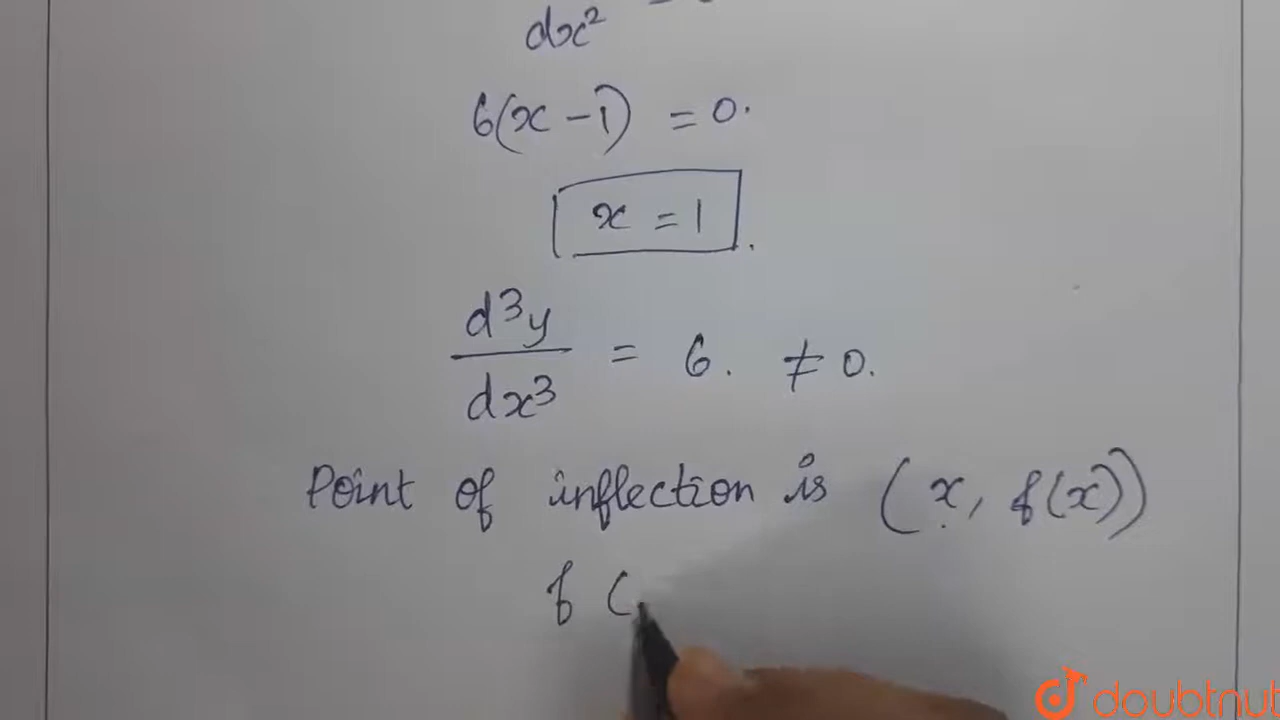 dx²
6(x-1) = 0.
x = 1.
d³y
dx³ = 6. ≠ 0.
Point of inflection is (x, f(x))
f (
doubtnut